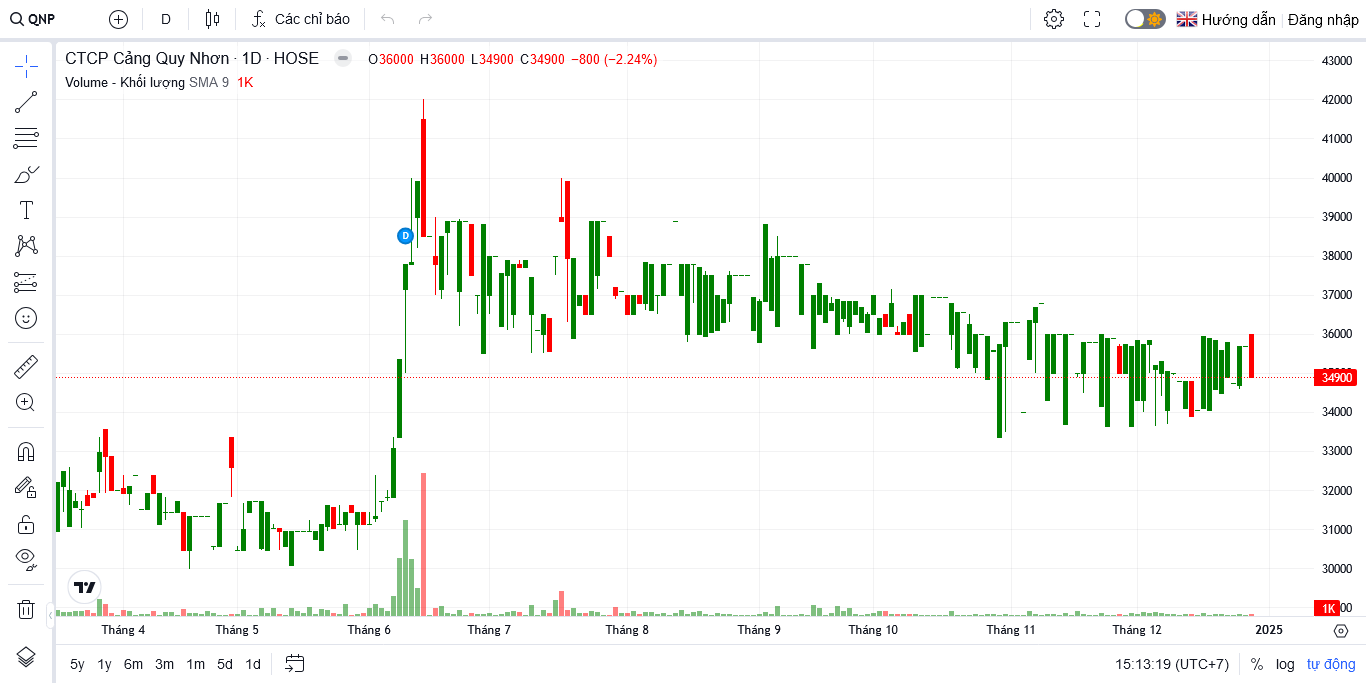 QNP D Các chỉ báo Hướng dẫn Đăng nhập
CTCP Cảng Quy Nhơn · 1D · HOSE O36000 H36000 L34900 C34900 −800 (−2.24%)
Volume - Khối lượng SMA 9 1K
43000
42000
41000
40000
39000
D
38000
37000
36000
34900
34000
33000
32000
31000
30000
1K
Tháng 4 Tháng 5 Tháng 6 Tháng 7 Tháng 8 Tháng 9 Tháng 10 Tháng 11 Tháng 12 2025
5y 1y 6m 3m 1m 5d 1d 15:13:19 (UTC+7) % log tự động